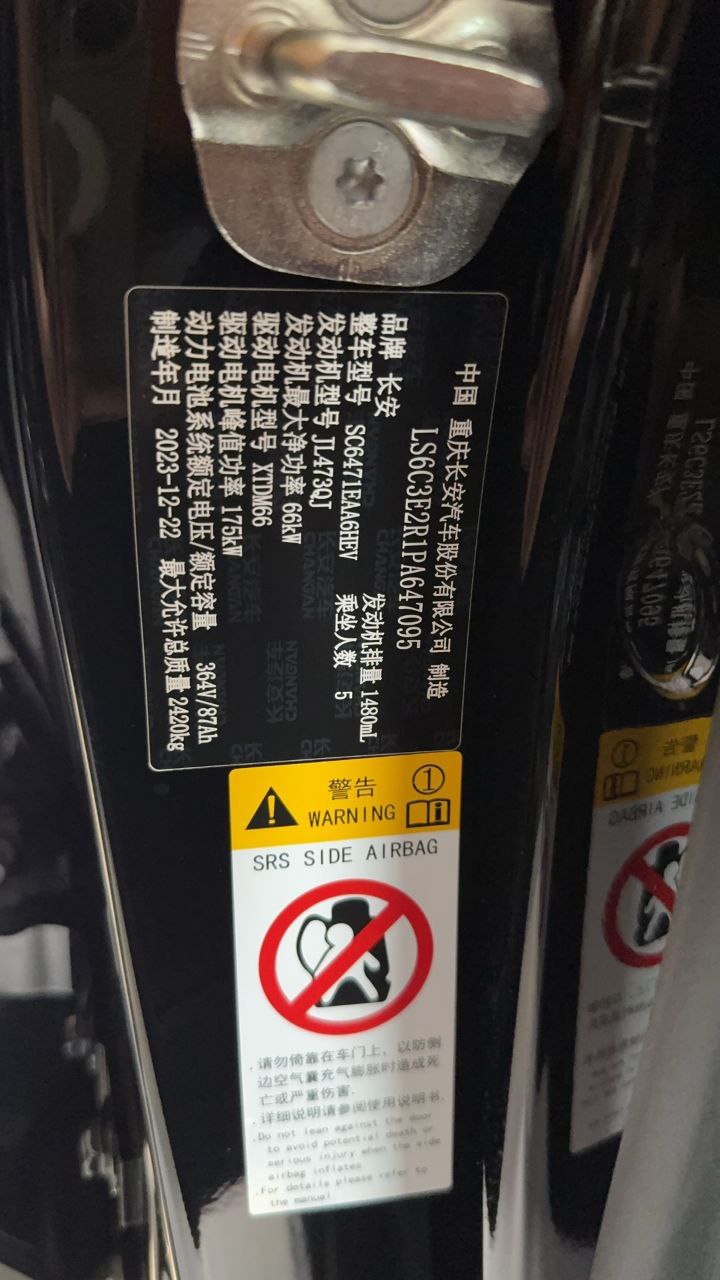 中国 重庆长安汽车股份有限公司 制造
LS6C3E2R1PA647095
品牌 长安
整车型号 SC6471EAA6HEV 发动机排量 1480mL
发动机型号 JL473QJ 乘坐人数 5
发动机最大净功率 66kW
驱动电机型号 XTDM66
驱动电机峰值功率 175kW
动力电池系统额定电压/额定容量 364V/87Ah
制造年月 2023-12-22 最大允许总质量 2420kg
警告
WARNING
1
SRS SIDE AIRBAG
.请勿倚靠在车门上，以防侧
边空气囊充气膨胀时造成死
亡或严重伤害.
.详细说明请参阅使用说明书.
.Do not lean against the door
to avoid potential death or
serious injury when the side
airbag inflates
.For details please refer to
the manual